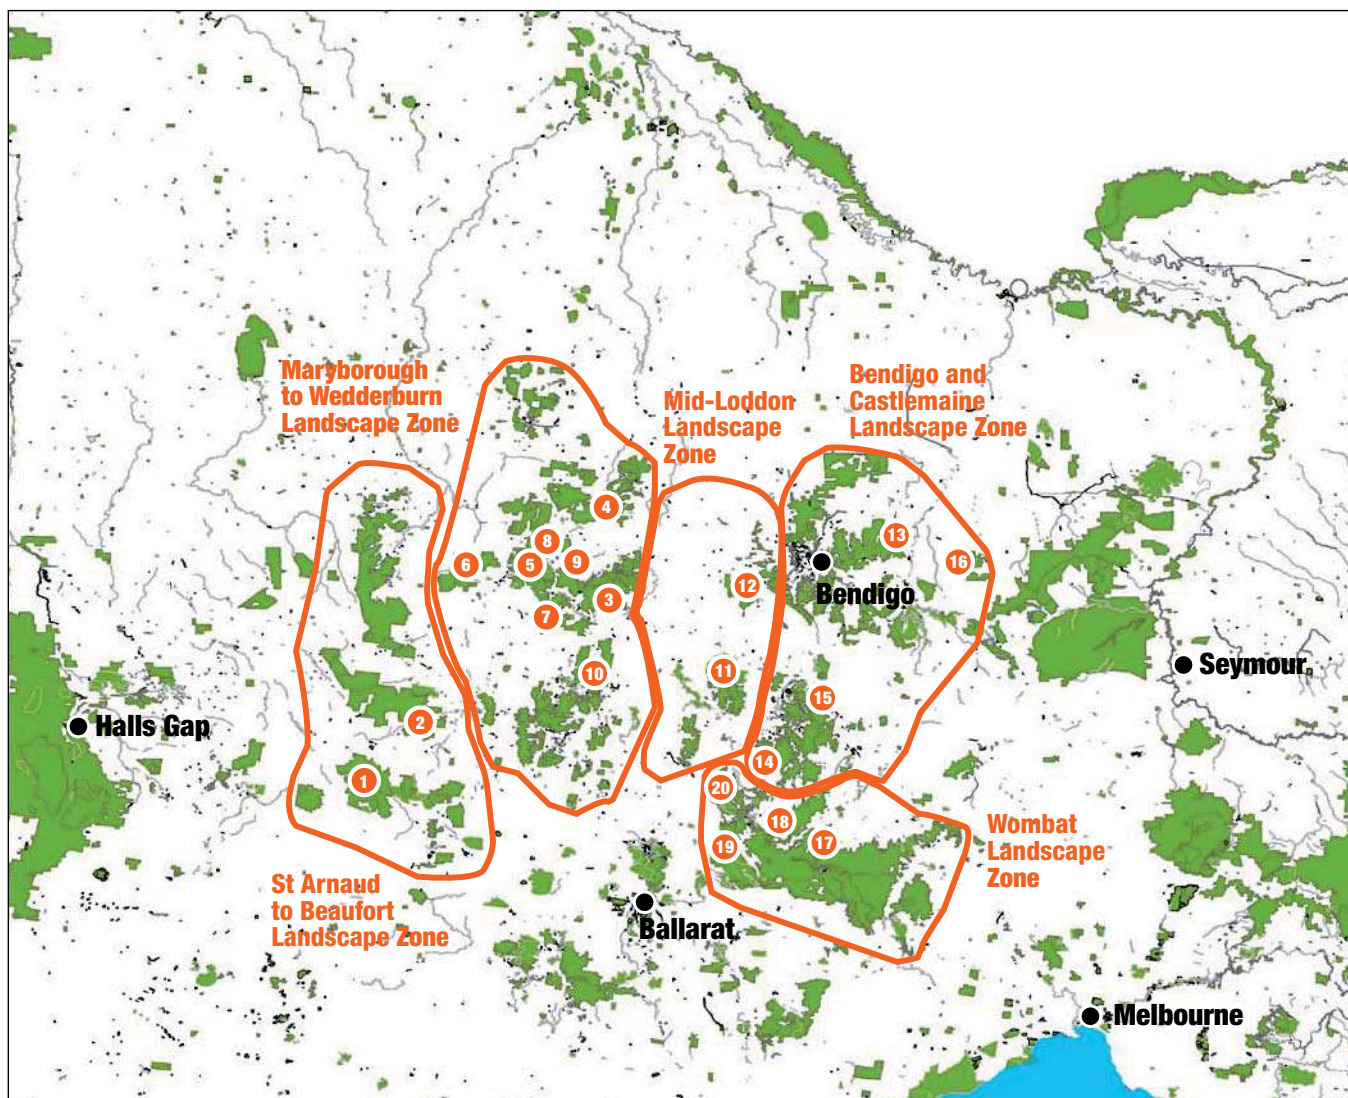 Maryborough
to Wedderburn
Landscape Zone
Mid-Loddon
Landscape
Zone
Bendigo and
Castlemaine
Landscape Zone
4
8
13
6
5
9
16
Bendigo
12
3
7
Seymour
10
11
15
2
Halls Gap
14
1
20
18
17
19
Wombat
Landscape
Zone
St Arnaud
to Beaufort
Landscape Zone
Ballarat
Melbourne